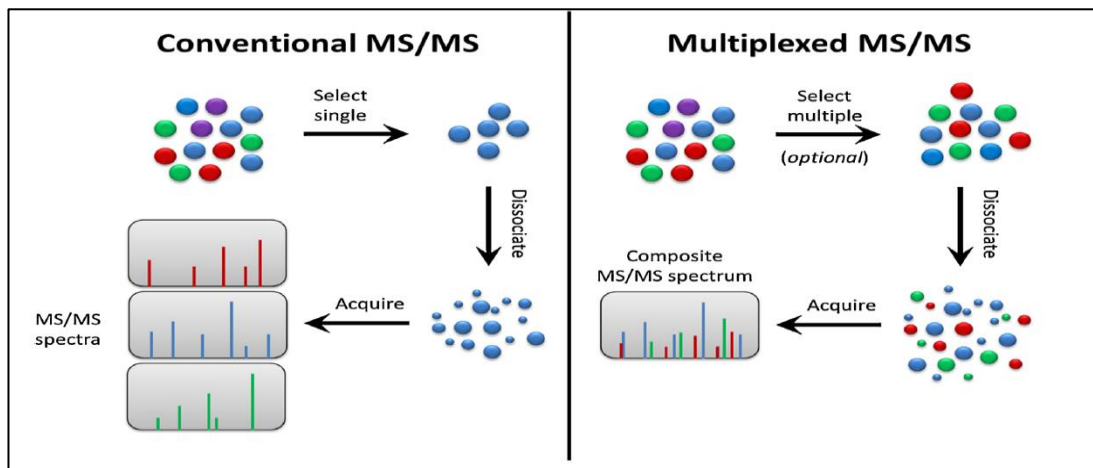 Conventional MS/MS
Select
single
Dissociate
Acquire
MS/MS
spectra
Multiplexed MS/MS
Select
multiple
(optional)
Dissociate
Composite
MS/MS spectrum
Acquire